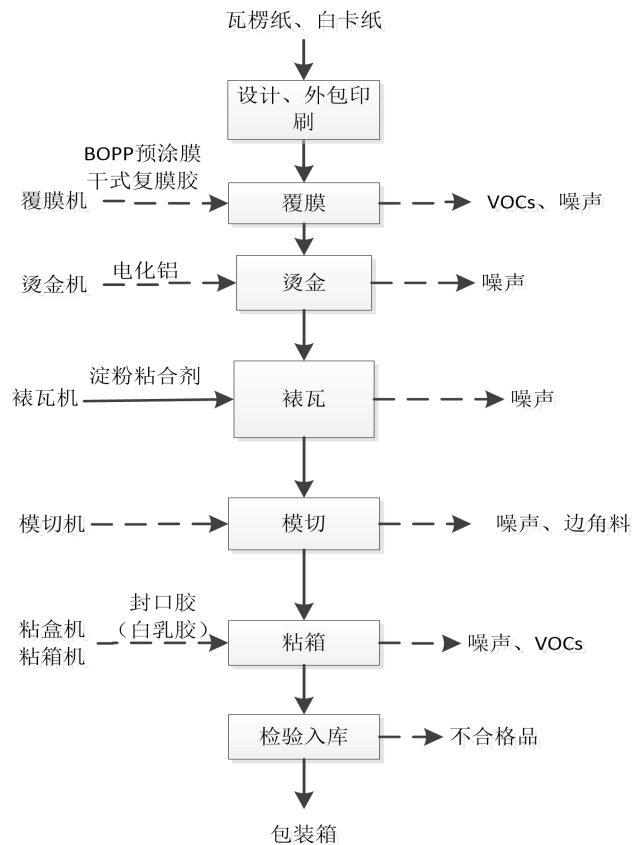 瓦楞纸、白卡纸
设计、外包印
刷
BOPP预涂膜
干式复膜胶
覆膜机
覆膜
VOCs、噪声
烫金机
电化铝
烫金
噪声
裱瓦机
淀粉粘合剂
裱瓦
噪声
模切机
模切
噪声、边角料
粘盒机
粘箱机
封口胶
（白乳胶）
粘箱
噪声、VOCs
检验入库
不合格品
包装箱